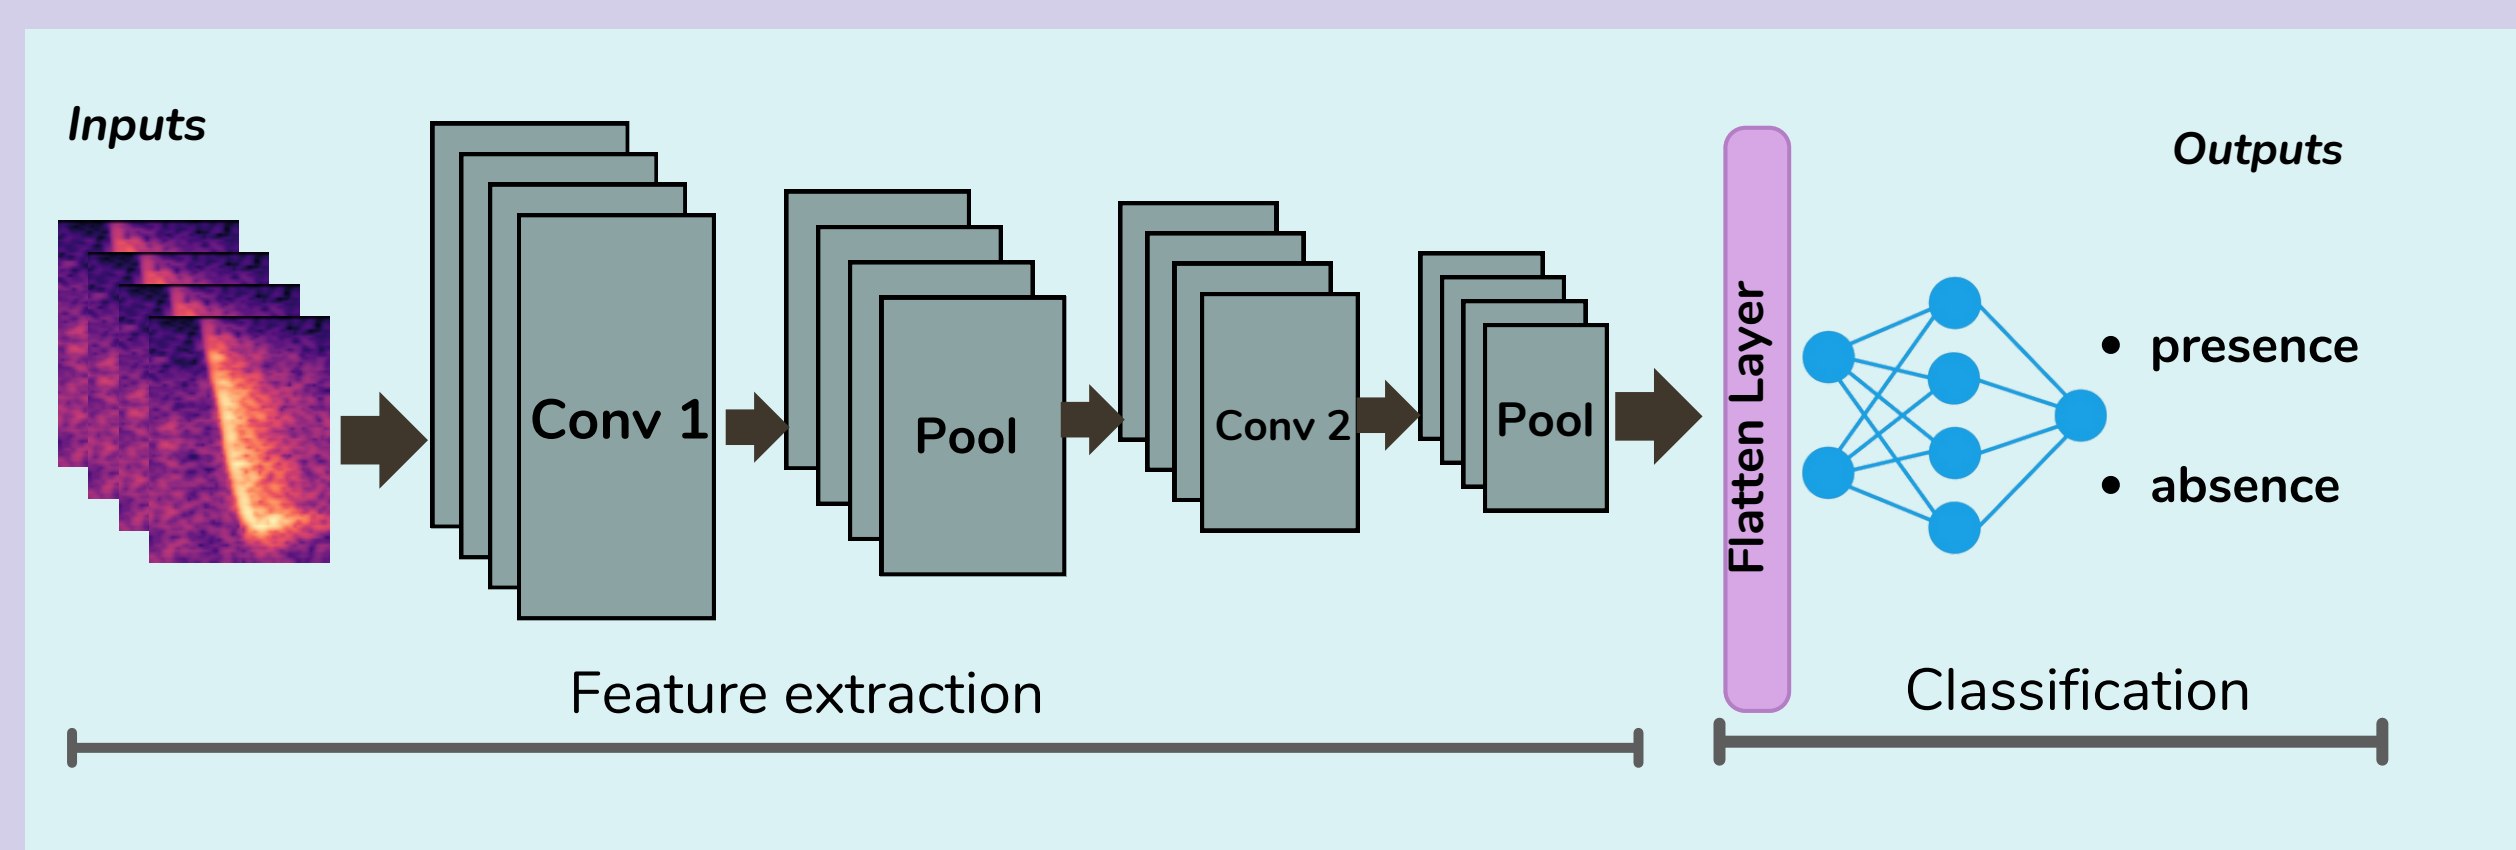 Inputs
Outputs
Conv 1
Pool
Conv 2
Pool
Flatten Layer
presence
absence
Feature extraction
Classification